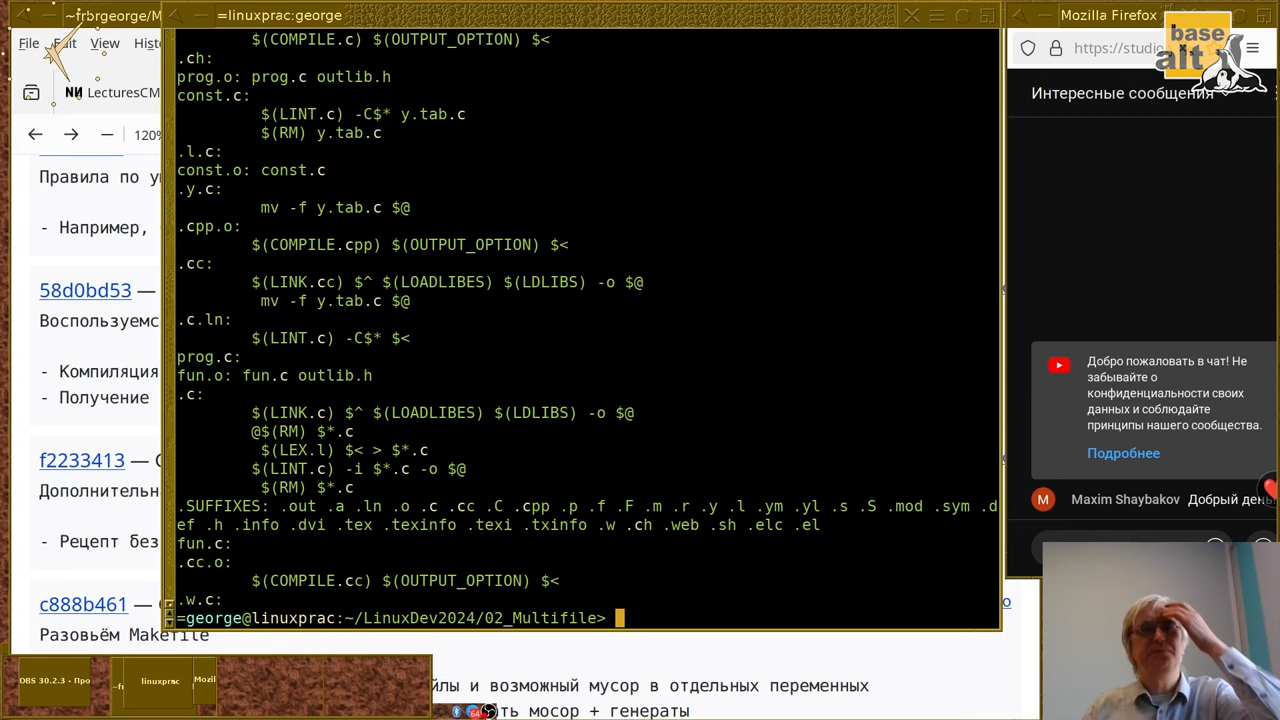 ~frbrgeorge/M
=linuxprac:george
Mozilla Firefox
File Edit View Hist
https://studio.
base
alt
LecturesCM
Интересные сообщения
120%
$(COMPILE.c) $(OUTPUT_OPTION) $<
.ch:
prog.o: prog.c outlib.h
const.c:
$(LINT.c) -C$* y.tab.c
$(RM) y.tab.c
.l.c:
const.o: const.c
.y.c:
mv -f y.tab.c $@
.cpp.o:
$(COMPILE.cpp) $(OUTPUT_OPTION) $<
.cc:
$(LINK.cc) $^ $(LOADLIBES) $(LDLIBS) -o $@
mv -f y.tab.c $@
.c.ln:
$(LINT.c) -C$* $<
prog.c:
fun.o: fun.c outlib.h
.c:
$(LINK.c) $^ $(LOADLIBES) $(LDLIBS) -o $@
@$(RM) $*.c
$(LEX.l) $< > $*.c
$(LINT.c) -i $*.c -o $@
$(RM) $*.c
.SUFFIXES: .out .a .ln .o .c .cc .C .cpp .p .f .F .m .r .y .l .ym .yl .s .S .mod .sym .d
ef .h .info .dvi .tex .texinfo .texi .txinfo .w .ch .web .sh .elc .el
fun.c:
.cc.o:
$(COMPILE.cc) $(OUTPUT_OPTION) $<
.w.c:
=george@linuxprac:~/LinuxDev2024/02_Multifile>
Правила по у
- Например,
58d0bd53 —
Воспользуемс
- Компиляция
- Получение
f2233413 — С
Дополнительна
- Рецепт без
c888b461 —
Разовьём Makefile
йлы и возможный мусор в отдельных переменных
ть мосор + генераты
Добро пожаловать в чат! Не
забывайте о
конфиденциальности своих
данных и соблюдайте
принципы нашего сообщества.
Подробнее
M Maxim Shaybakov Добрый день
DBS 30.2.3 - Про
~fr
linuxprac
Mozil
64